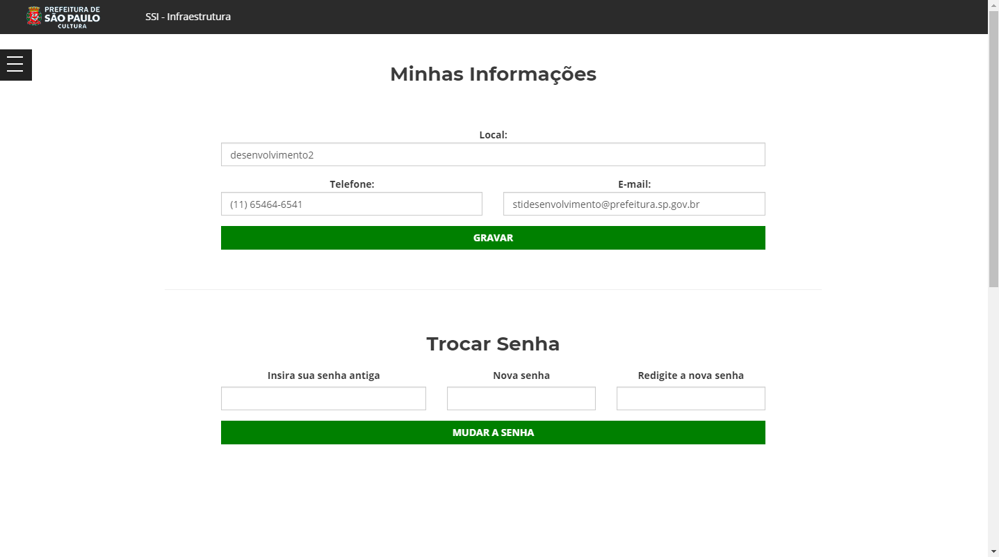 PREFEITURA DE
SÃO PAULO
CULTURA
SSI - Infraestrutura
Minhas Informações
Local:
desenvolvimento2
Telefone: E-mail:
(11) 65464-6541 stidesenvolvimento@prefeitura.sp.gov.br
GRAVAR
Trocar Senha
Insira sua senha antiga Nova senha Redigite a nova senha
MUDAR A SENHA